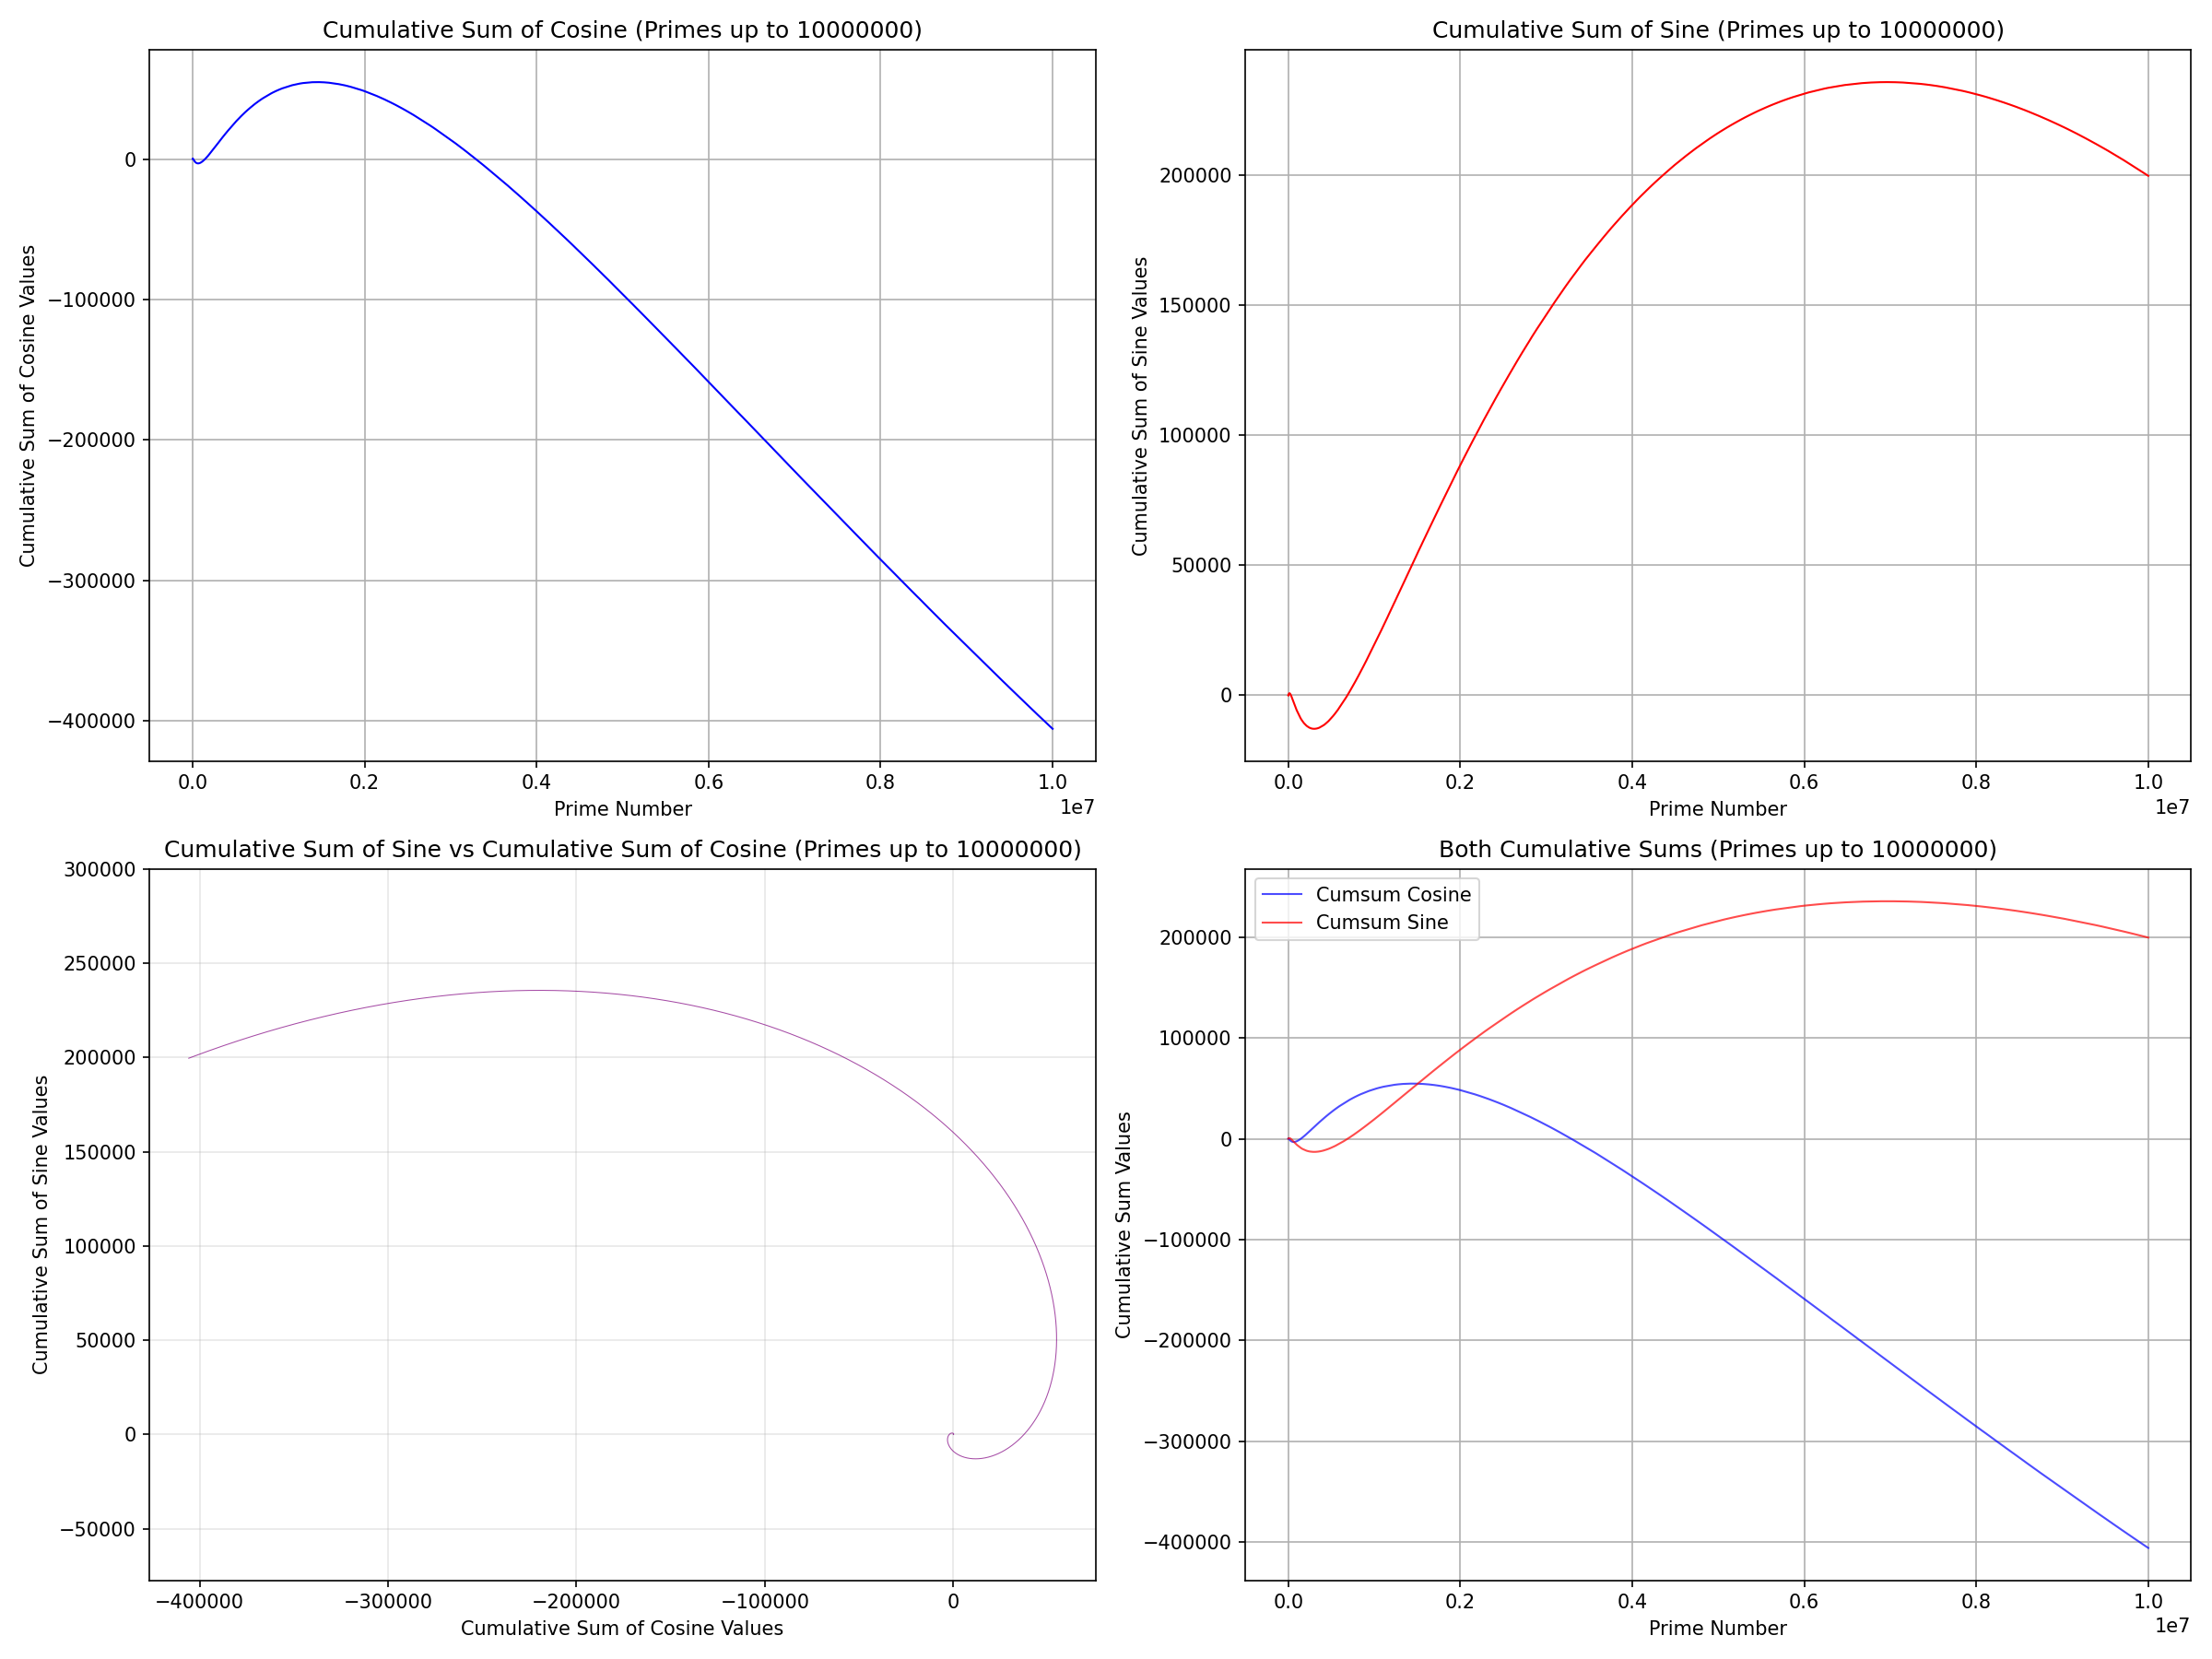 Cumulative Sum of Cosine (Primes up to 10000000)
Cumulative Sum of Cosine Values
0
−100000
−200000
−300000
−400000
0.0 0.2 0.4 0.6 0.8 1.0
1e7
Prime Number
Cumulative Sum of Sine (Primes up to 10000000)
Cumulative Sum of Sine Values
200000
150000
100000
50000
0
0.0 0.2 0.4 0.6 0.8 1.0
1e7
Prime Number
Cumulative Sum of Sine vs Cumulative Sum of Cosine (Primes up to 10000000)
Cumulative Sum of Sine Values
300000
250000
200000
150000
100000
50000
0
−50000
−400000 −300000 −200000 −100000 0
Cumulative Sum of Cosine Values
Both Cumulative Sums (Primes up to 10000000)
Cumsum Cosine
Cumsum Sine
Cumulative Sum Values
200000
100000
0
−100000
−200000
−300000
−400000
0.0 0.2 0.4 0.6 0.8 1.0
1e7
Prime Number